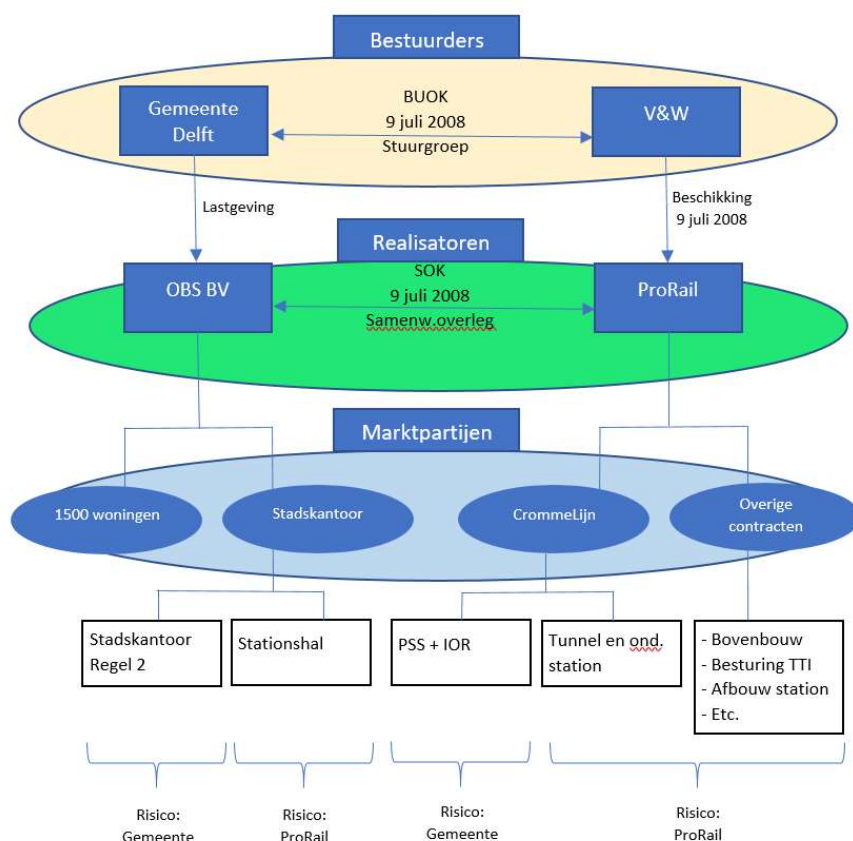 Bestuurders
Gemeente
Delft
BUOK
9 juli 2008
Stuurgroep
V&W
Lastgeving
Beschikking
9 juli 2008
Realisatoren
OBS BV
SOK
9 juli 2008
Samenw.overleg
ProRail
Marktpartijen
1500 woningen
Stadskantoor
CrommeLijn
Overige
contracten
Stadskantoor
Regel 2
Stationshal
PSS + IOR
Tunnel en ond.
station
- Bovenbouw
- Besturing TTI
- Afbouw station
- Etc.
Risico:
Gemeente
Risico:
ProRail
Risico:
Gemeente
Risico:
ProRail